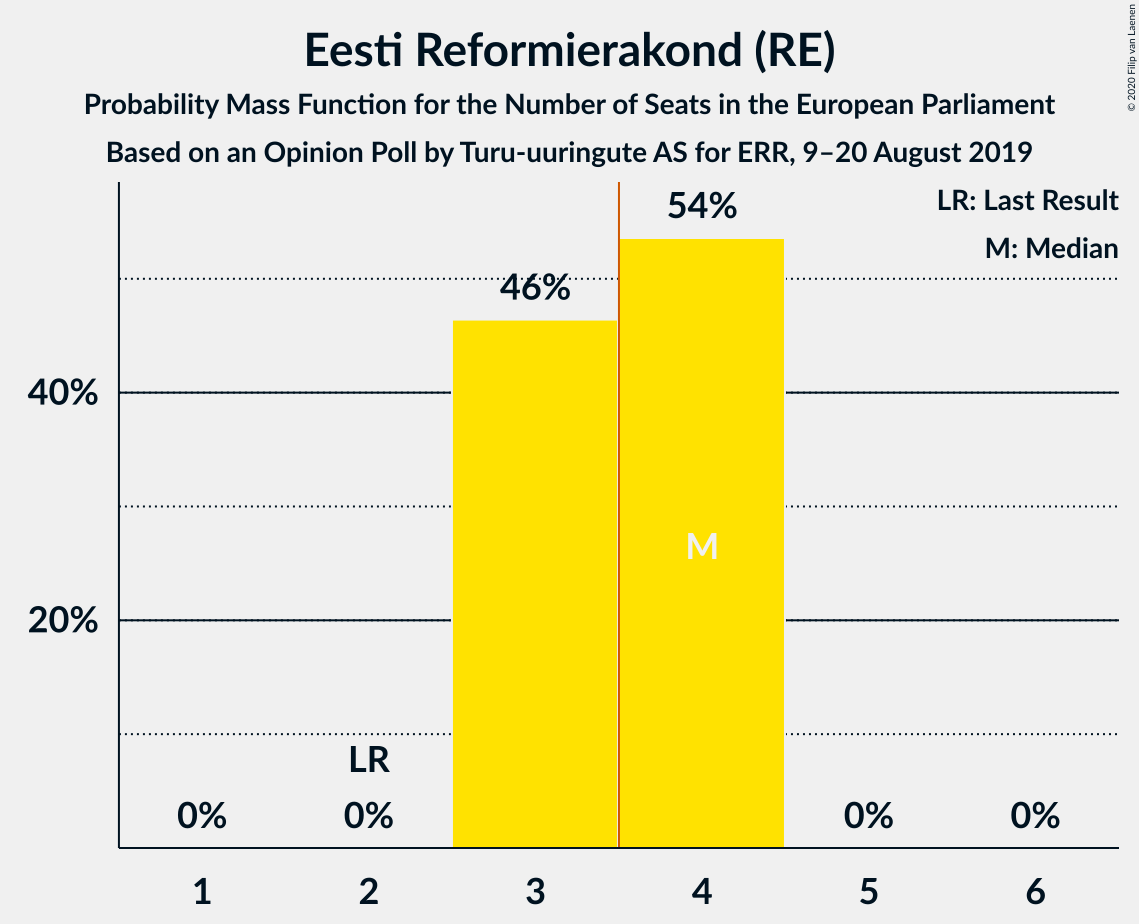 Eesti Reformierakond (RE)
Probability Mass Function for the Number of Seats in the European Parliament
Based on an Opinion Poll by Turu-uuringute AS for ERR, 9–20 August 2019
© 2020 Filip van Laenen
LR: Last Result
M: Median
54%
46%
40%
20%
M
LR
0%
0%
0%
0%
1
2
3
4
5
6